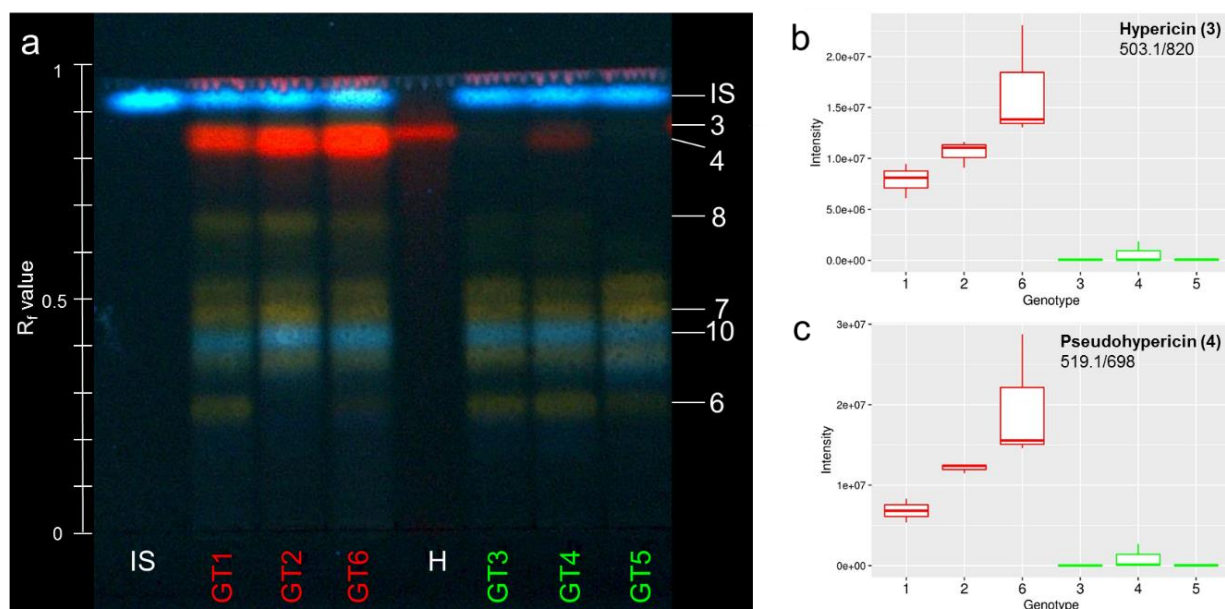 a
1
0.5
0
Rf value
IS
3
4
8
7
10
6
IS
GT1
GT2
GT6
H
GT3
GT4
GT5
b
Hypericin (3)
503.1/820
2.0e+07
1.5e+07
1.0e+07
5.0e+06
0.0e+00
Intensity
1 2 6 3 4 5
Genotype
c
Pseudohypericin (4)
519.1/698
3e+07
2e+07
1e+07
0e+00
Intensity
1 2 6 3 4 5
Genotype